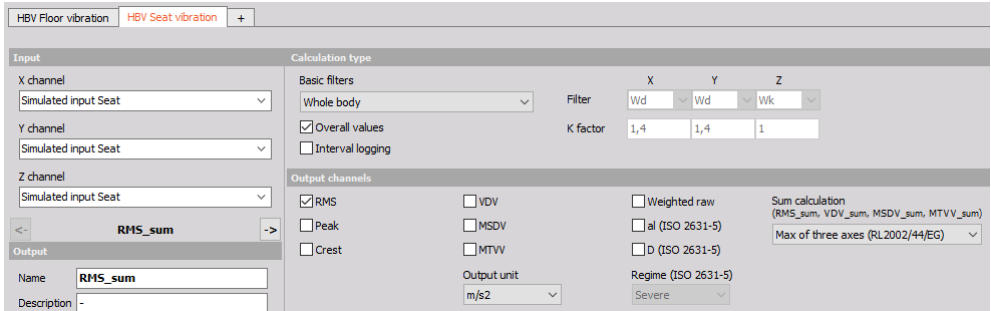 HBV Floor vibration HBV Seat vibration +
Input
X channel
Simulated input Seat
Y channel
Simulated input Seat
Z channel
Simulated input Seat
<- RMS_sum ->
Output
Name RMS_sum
Description -
Calculation type
Basic filters
Whole body
Overall values
Interval logging
X Y Z
Filter Wd Wd Wk
K factor 1,4 1,4 1
Output channels
RMS VDV Weighted raw
Peak MSDV al (ISO 2631-5)
Crest MTVV D (ISO 2631-5)
Sum calculation
(RMS_sum, VDV_sum, MSDV_sum, MTVV_sum)
Max of three axes (RL2002/44/EG)
Output unit Regime (ISO 2631-5)
m/s2 Severe